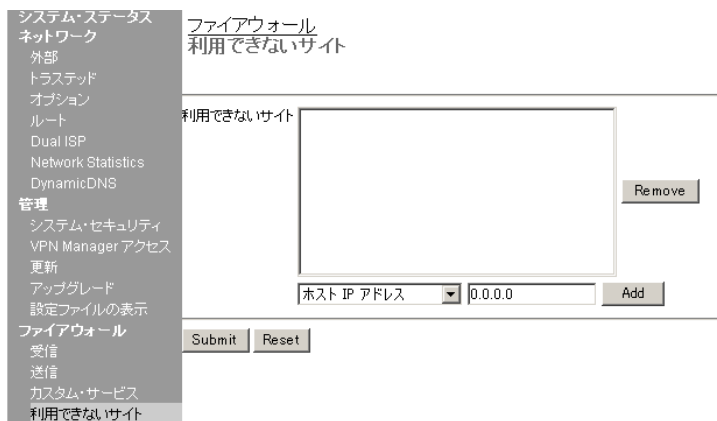 システム・ステータス
ネットワーク
外部
トラステッド
オプション
ルート
Dual ISP
Network Statistics
DynamicDNS
管理
システム・セキュリティ
VPN Manager アクセス
更新
アップグレード
設定ファイルの表示
ファイアウォール
受信
送信
カスタム・サービス
利用できないサイト
ファイアウォール
利用できないサイト
利用できないサイト
Remove
ホスト IP アドレス
0.0.0.0
Add
Submit
Reset